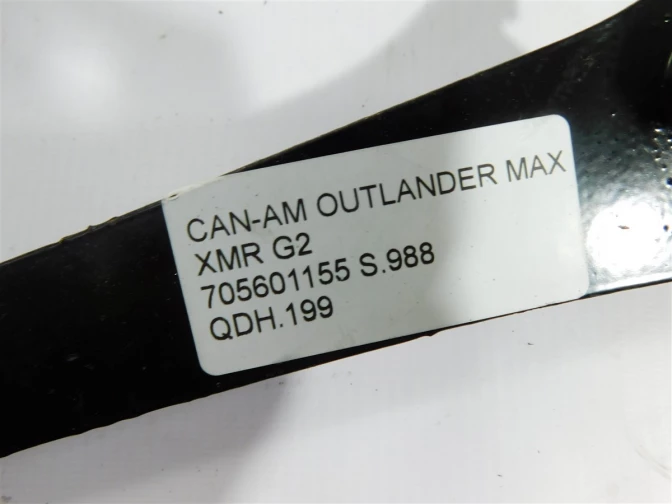 CAN-AM OUTLANDER MAX
XMR G2
705601155 S.988
QDH.199